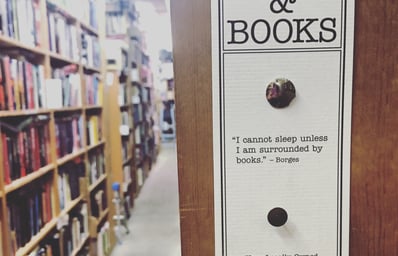 &
BOOKS
“I cannot sleep unless
I am surrounded by
books.” – Borges